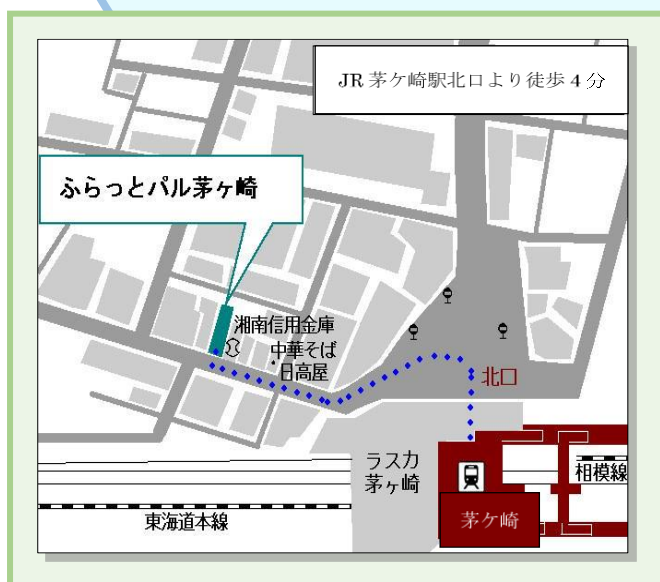 JR 茅ケ崎駅北口より徒歩 4 分
ふらっとパル茅ヶ崎
湘南信用金庫
中華そば
日高屋
北口
ラスカ
茅ヶ崎
相模線
茅ケ崎
東海道本線